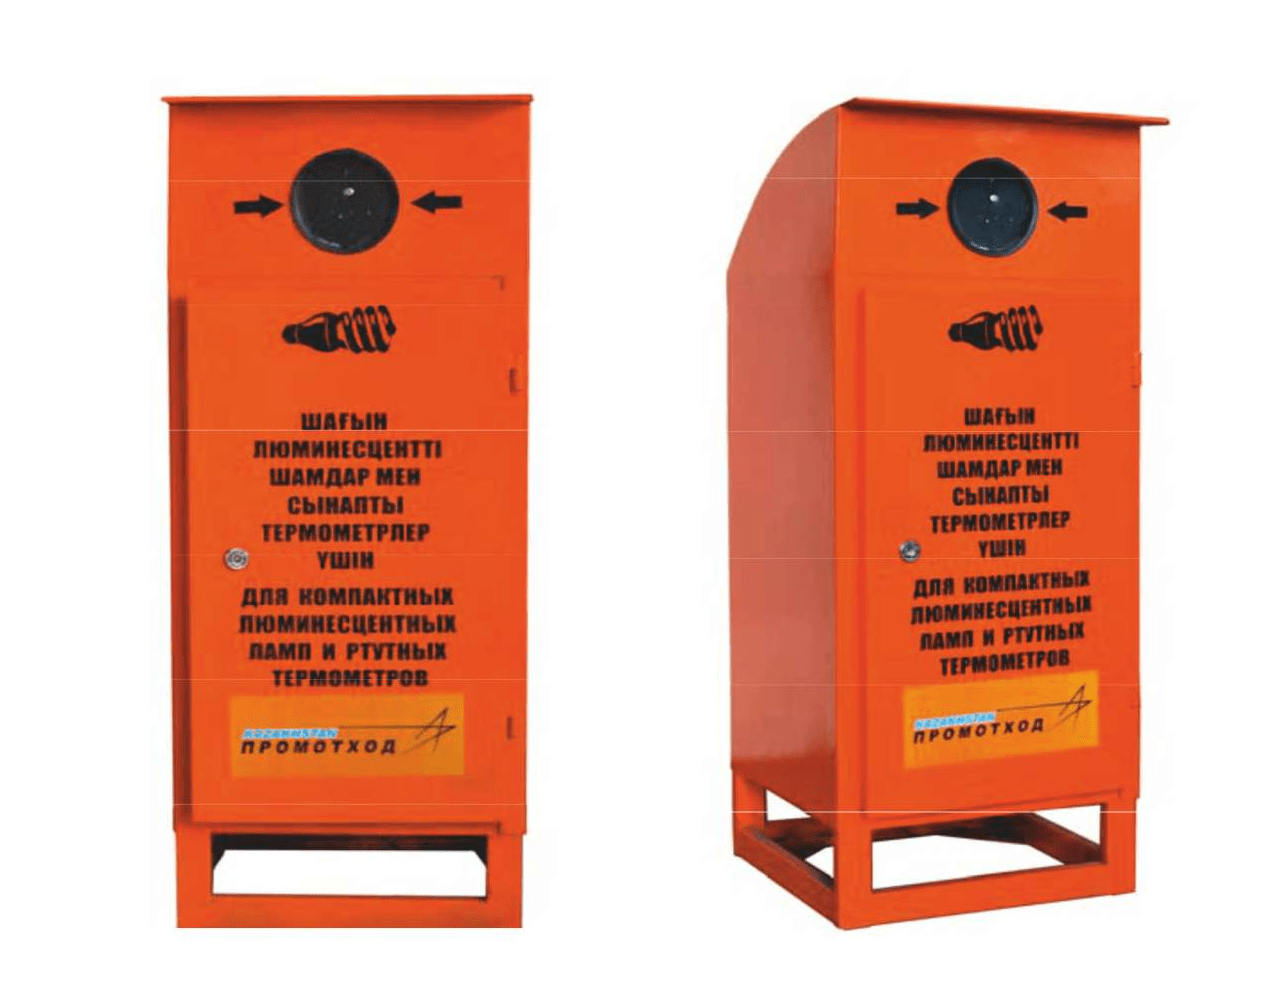 ШАҒЫН
ЛЮМИНЕСЦЕНТТІ
ШАМДАР МЕН
СЫНАПТЫ
ТЕРМОМЕТРЛЕР
ҮШІН
ДЛЯ КОМПАКТНЫХ
ЛЮМИНЕСЦЕНТНЫХ
ЛАМП И РТУТНЫХ
ТЕРМОМЕТРОВ
KAZAKHSTAN
ПРОМОТХОД
ШАҒЫН
ЛЮМИНЕСЦЕНТТІ
ШАМДАР МЕН
СЫНАПТЫ
ТЕРМОМЕТРЛЕР
ҮШІН
ДЛЯ КОМПАКТНЫХ
ЛЮМИНЕСЦЕНТНЫХ
ЛАМП И РТУТНЫХ
ТЕРМОМЕТРОВ
KAZAKHSTAN
ПРОМОТХОД